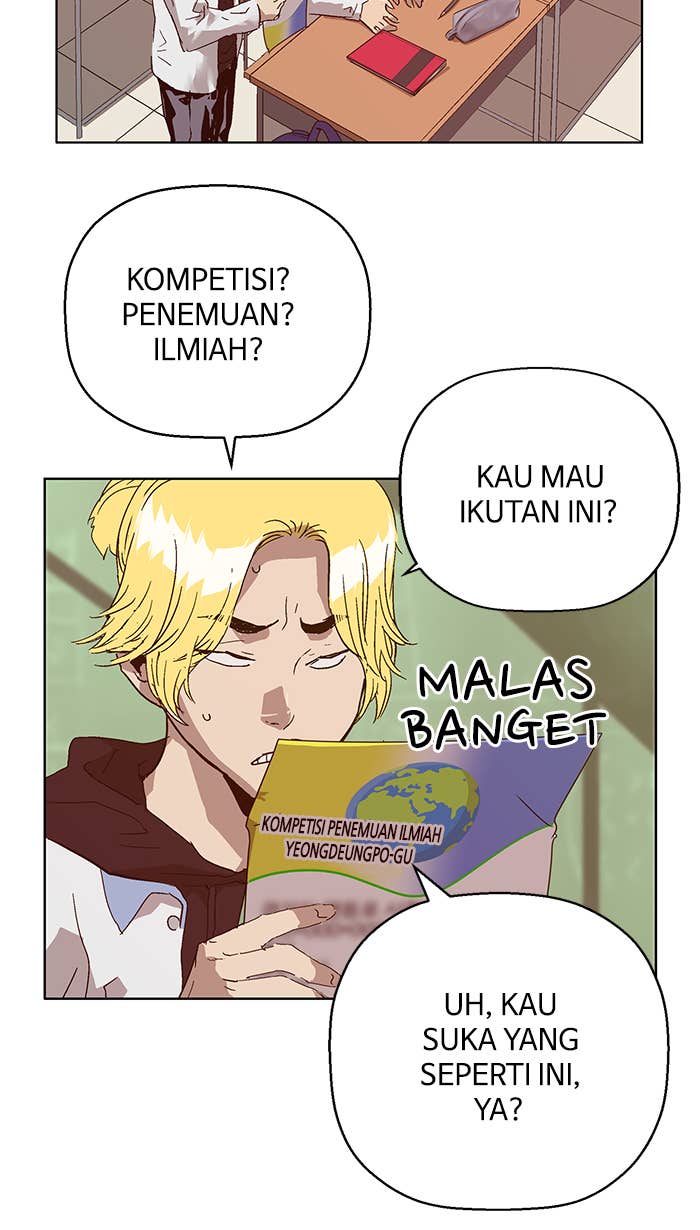 KOMPETISI?
PENEMUAN?
ILMIAH?
KAU MAU
IKUTAN INI?
MALAS
BANGET
KOMPETISI PENEMUAN ILMIAH
YEONGDEUNGPO-GU
UH, KAU
SUKA YANG
SEPERTI INI,
YA?